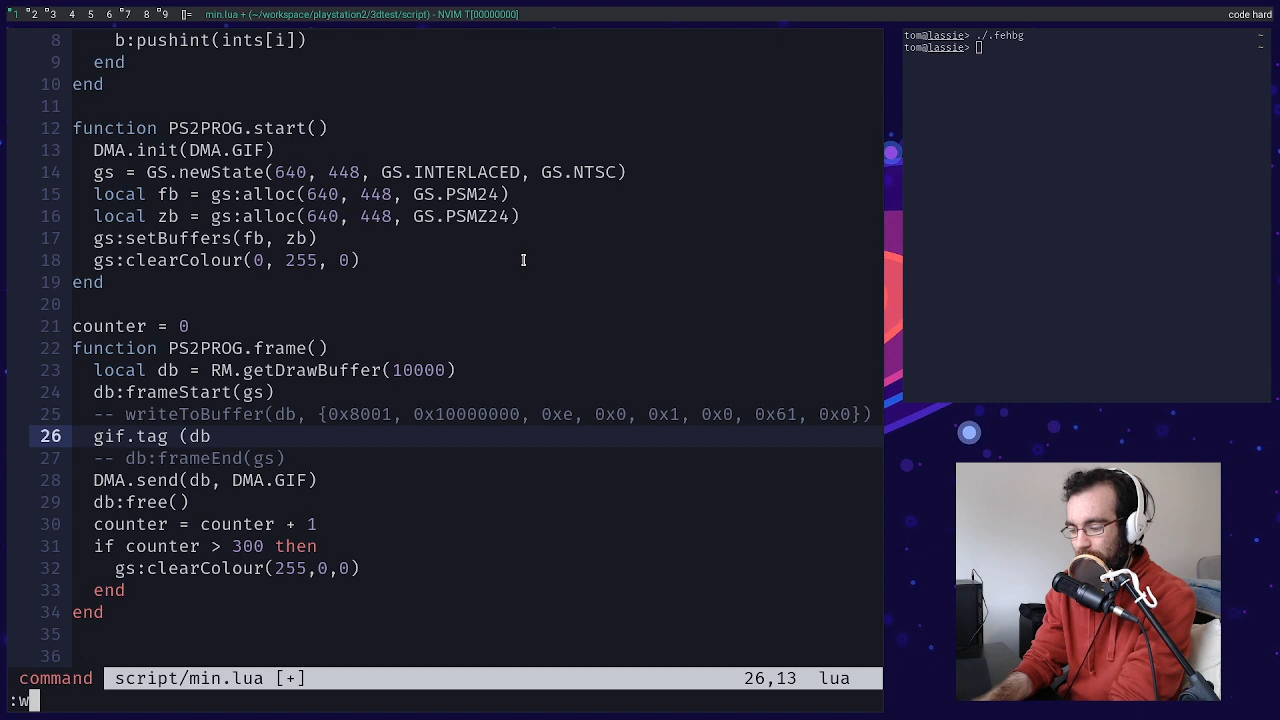 1 2 3 4 5 6 7 8 9 []= min.lua + (~/workspace/playstation2/3dtest/script) - NVIM T[00000000] code hard
8 b:pushint(ints[i])
9 end
10 end
11
12 function PS2PROG.start()
13 DMA.init(DMA.GIF)
14 gs = GS.newState(640, 448, GS.INTERLACED, GS.NTSC)
15 local fb = gs:alloc(640, 448, GS.PSM24)
16 local zb = gs:alloc(640, 448, GS.PSMZ24)
17 gs:setBuffers(fb, zb)
18 gs:clearColour(0, 255, 0)
19 end
20
21 counter = 0
22 function PS2PROG.frame()
23 local db = RM.getDrawBuffer(10000)
24 db:frameStart(gs)
25 -- writeToBuffer(db, {0x8001, 0x10000000, 0xe, 0x0, 0x1, 0x0, 0x61, 0x0})
26 gif.tag (db
27 -- db:frameEnd(gs)
28 DMA.send(db, DMA.GIF)
29 db:free()
30 counter = counter + 1
31 if counter > 300 then
32 gs:clearColour(255,0,0)
33 end
34 end
35
36
command script/min.lua [+] 26,13 lua
:w
tom@lassie> ./.fehbg ~
tom@lassie> ~